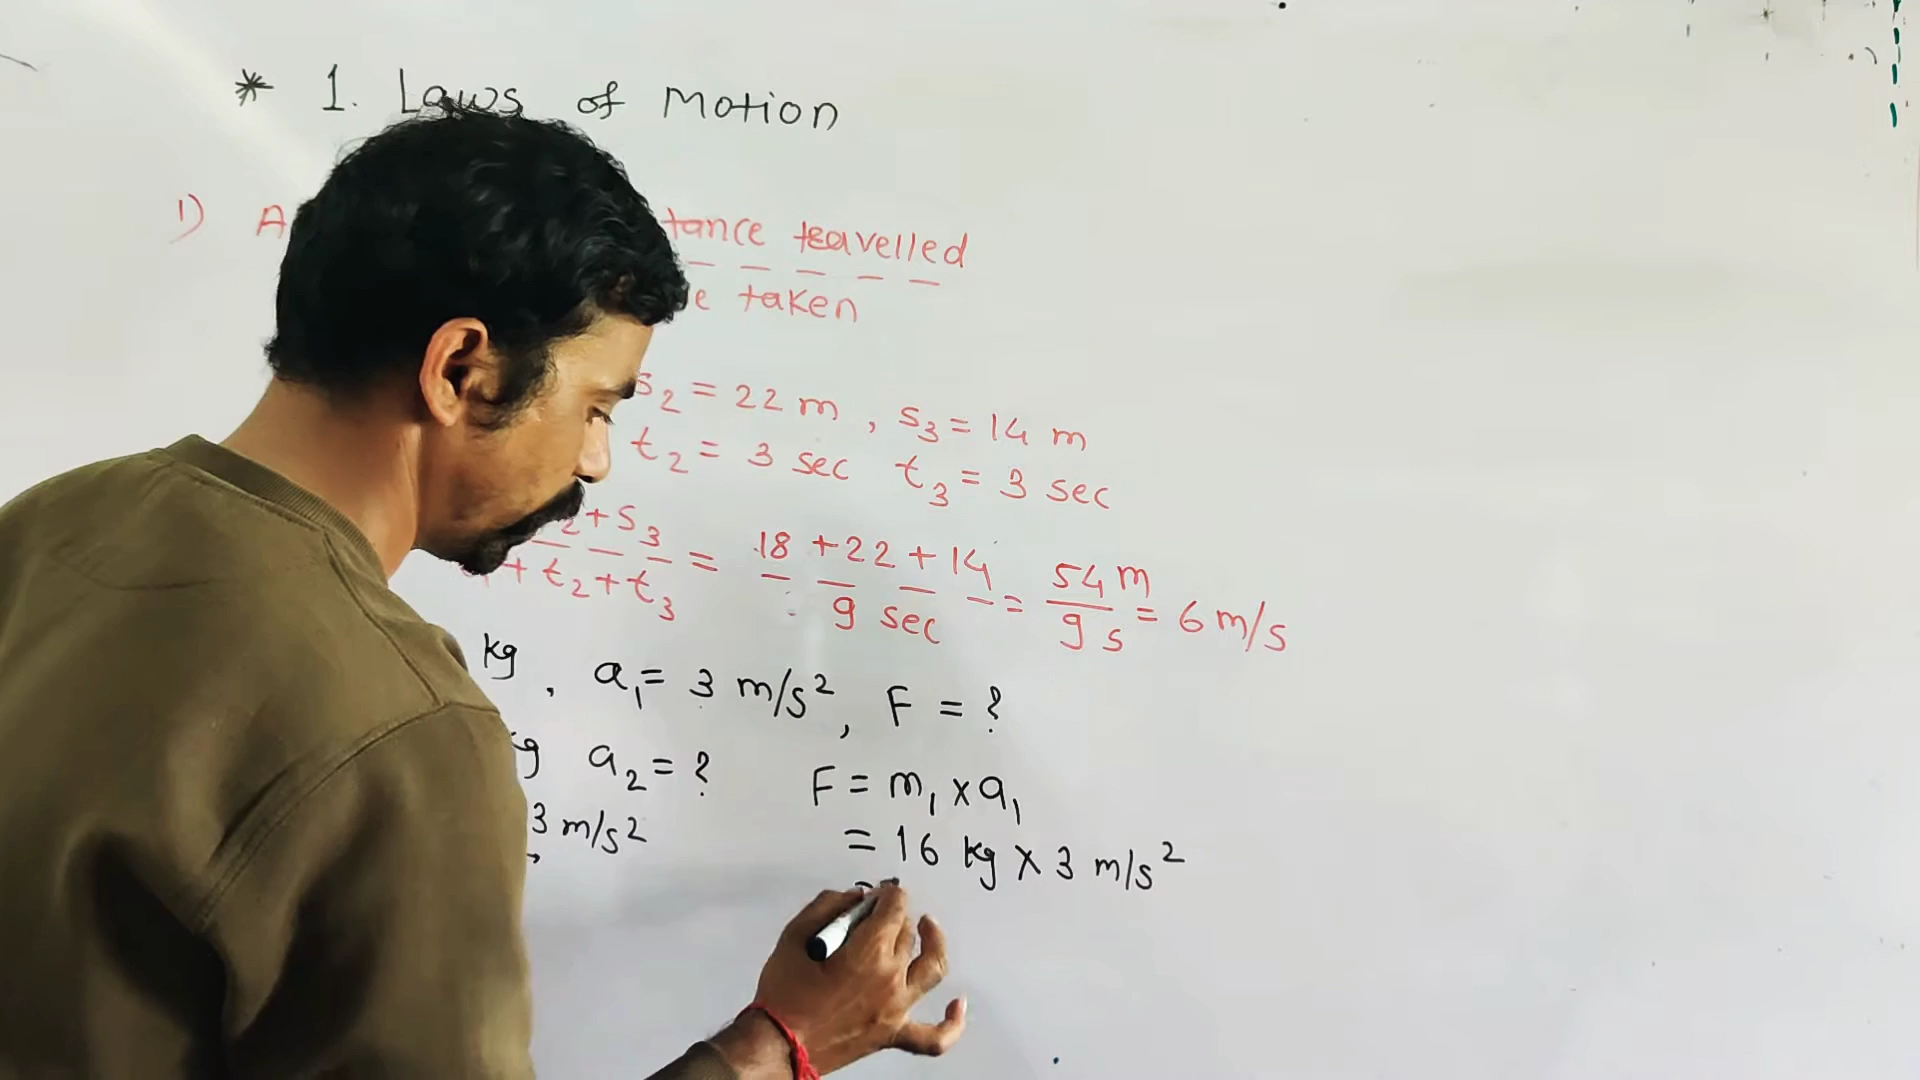 * 1. Laws of Motion
1) A tance travelled
e taken
s2 = 22 m , s3 = 14 m
t2 = 3 sec t3 = 3 sec
2+s3 = 18 + 22 + 14 = 54 m = 6 m/s
+ t2 + t3 9 sec 9 s
kg , a1 = 3 m/s², F = ?
g a2 = ?
F = m1 × a1
3 m/s²
= 16 kg × 3 m/s²
=